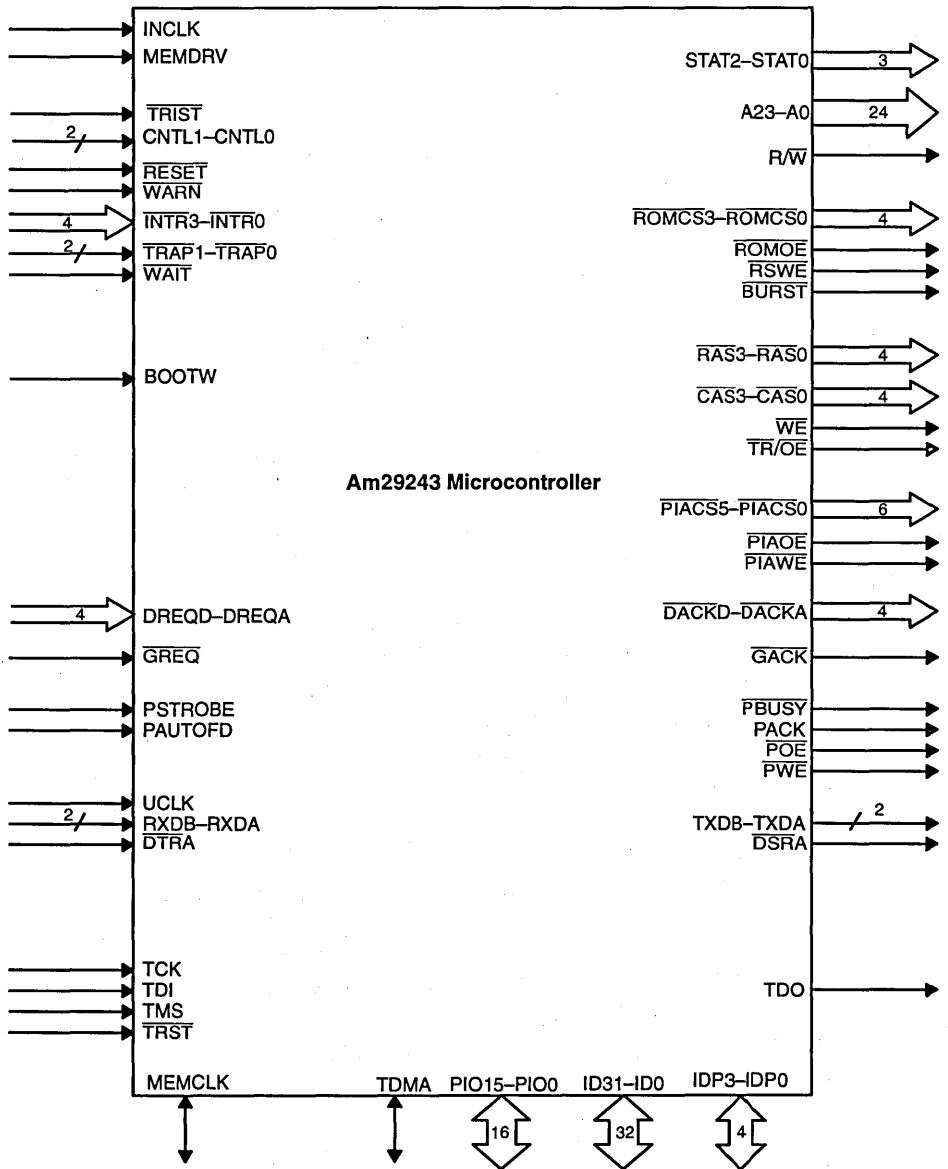 INCLK
MEMDRV
TRIST
2
CNTL1–CNTL0
RESET
WARN
4
INTR3–INTR0
2
TRAP1–TRAP0
WAIT
BOOTW
4
DREQD–DREQA
GREQ
PSTROBE
PAUTOFD
UCLK
2
RXDB–RXDA
DTRA
TCK
TDI
TMS
TRST
Am29243 Microcontroller
STAT2–STAT0
3
A23–A0
24
R/W
ROMCS3–ROMCS0
4
ROMOE
RSWE
BURST
RAS3–RAS0
4
CAS3–CAS0
4
WE
TR/OE
PIACS5–PIACS0
6
PIAOE
PIAWE
DACKD–DACKA
4
GACK
PBUSY
PACK
POE
PWE
TXDB–TXDA
2
DSRA
TDO
MEMCLK
TDMA
PIO15–PIO0
ID31–ID0
IDP3–IDP0
16
32
4